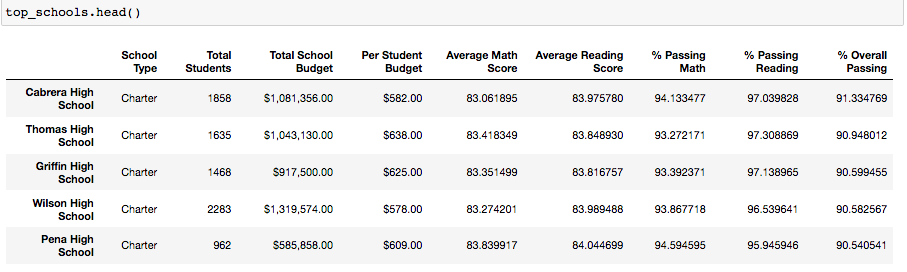 top_schools.head()
School Type Total Students Total School Budget Per Student Budget Average Math Score Average Reading Score % Passing Math % Passing Reading % Overall Passing
Cabrera High School Charter 1858 $1,081,356.00 $582.00 83.061895 83.975780 94.133477 97.039828 91.334769
Thomas High School Charter 1635 $1,043,130.00 $638.00 83.418349 83.848930 93.272171 97.308869 90.948012
Griffin High School Charter 1468 $917,500.00 $625.00 83.351499 83.816757 93.392371 97.138965 90.599455
Wilson High School Charter 2283 $1,319,574.00 $578.00 83.274201 83.989488 93.867718 96.539641 90.582567
Pena High School Charter 962 $585,858.00 $609.00 83.839917 84.044699 94.594595 95.945946 90.540541